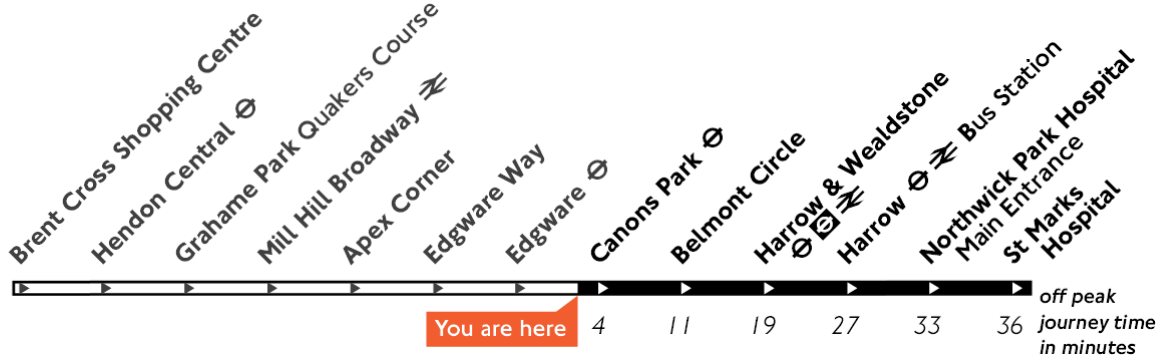 Brent Cross Shopping Centre
Hendon Central
Grahame Park Quakers Course
Mill Hill Broadway
Apex Corner
Edgware Way
Edgware
Canons Park
Belmont Circle
Harrow & Wealdstone
Harrow Bus Station
Northwick Park Hospital
Main Entrance
St Marks
Hospital
You are here
4 11 19 27 33 36
off peak
journey time
in minutes